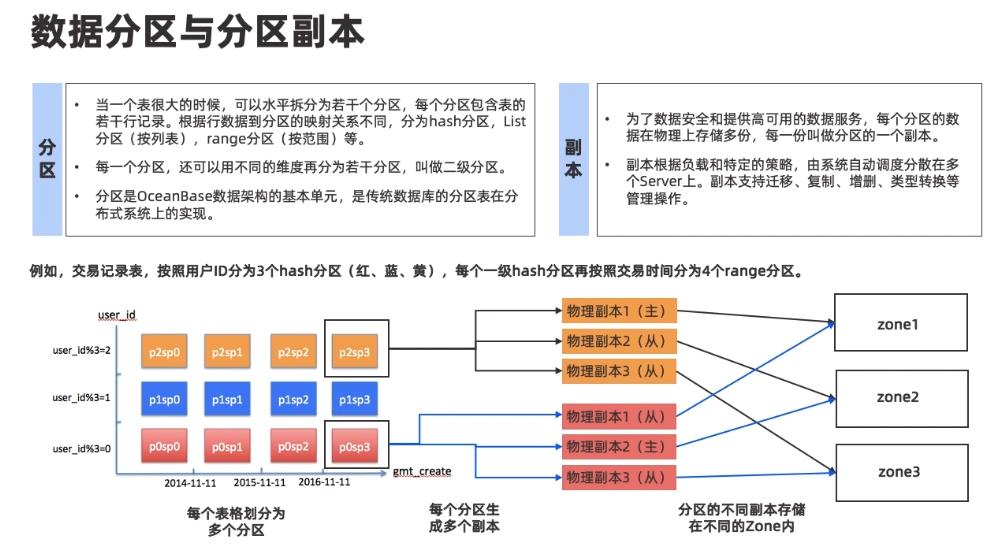 数据分区与分区副本
分区
• 当一个表很大的时候，可以水平拆分为若干个分区，每个分区包含表的
若干行记录。根据行数据到分区的映射关系不同，分为hash分区，List
分区（按列表）, range分区（按范围）等。
• 每一个分区，还可以用不同的维度再分为若干分区，叫做二级分区。
• 分区是OceanBase数据架构的基本单元，是传统数据库的分区表在分
布式系统上的实现。
副本
• 为了数据安全和提供高可用的数据服务，每个分区的数
据在物理上存储多份，每一份叫做分区的一个副本。
• 副本根据负载和特定的策略，由系统自动调度分散在多
个Server上。副本支持迁移、复制、增删、类型转换等
管理操作。
例如，交易记录表，按照用户ID分为3个hash分区（红、蓝、黄），每个一级hash分区再按照交易时间分为4个range分区。
user_id
user_id%3=2
p2sp0 p2sp1 p2sp2 p2sp3
user_id%3=1
p1sp0 p1sp1 p1sp2 p1sp3
user_id%3=0
p0sp0 p0sp1 p0sp2 p0sp3
gmt_create
2014-11-11 2015-11-11 2016-11-11
每个表格划分为
多个分区
物理副本1（主）
物理副本2（从）
物理副本3（从）
物理副本1（从）
物理副本2（主）
物理副本3（从）
每个分区生
成多个副本
zone1
zone2
zone3
分区的不同副本存储
在不同的Zone内